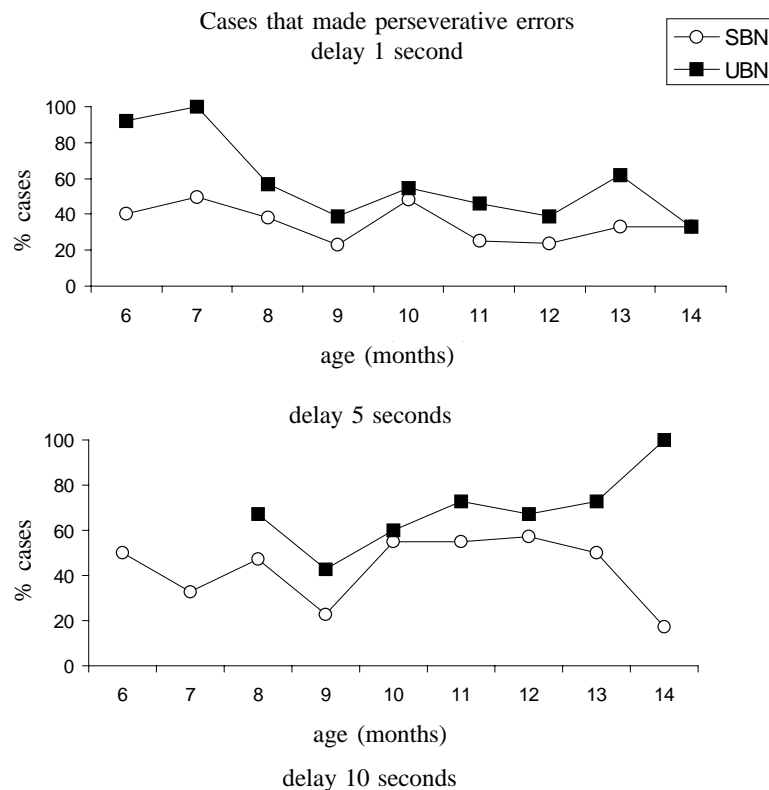 Cases that made perseverative errors
delay 1 second
SBN
UBN
100
80
60
40
20
0
% cases
6 7 8 9 10 11 12 13 14
age (months)
delay 5 seconds
100
80
60
40
20
0
% cases
6 7 8 9 10 11 12 13 14
age (months)
delay 10 seconds